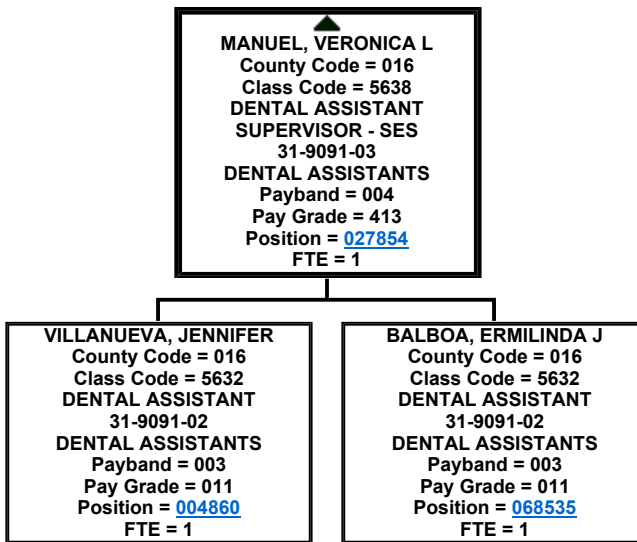 MANUEL, VERONICA L
County Code = 016
Class Code = 5638
DENTAL ASSISTANT
SUPERVISOR - SES
31-9091-03
DENTAL ASSISTANTS
Payband = 004
Pay Grade = 413
Position = 027854
FTE = 1
VILLANUEVA, JENNIFER
County Code = 016
Class Code = 5632
DENTAL ASSISTANT
31-9091-02
DENTAL ASSISTANTS
Payband = 003
Pay Grade = 011
Position = 004860
FTE = 1
BALBOA, ERMILINDA J
County Code = 016
Class Code = 5632
DENTAL ASSISTANT
31-9091-02
DENTAL ASSISTANTS
Payband = 003
Pay Grade = 011
Position = 068535
FTE = 1